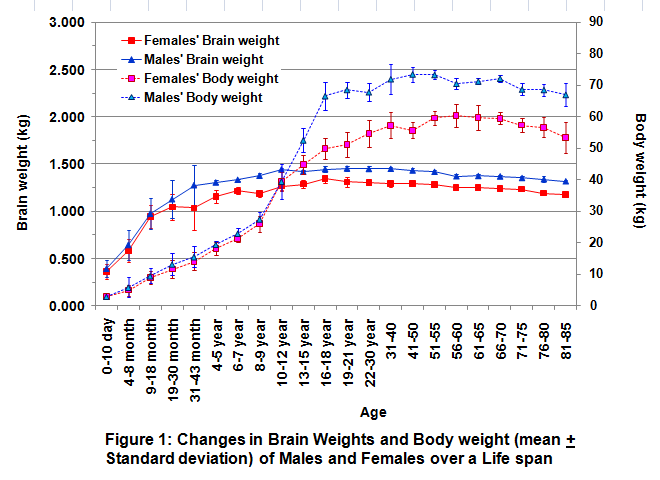 3.000
2.500
2.000
1.500
1.000
0.500
0.000
Brain weight (kg)
Females' Brain weight
Males' Brain weight
Females' Body weight
Males' Body weight
90
80
70
60
50
40
30
20
10
0
Body weight (kg)
0-10 day
4-8 month
9-18 month
19-30 month
31-43 month
4-5 year
6-7 year
8-9 year
10-12 year
13-15 year
16-18 year
19-21 year
22-30 year
31-40
41-50
51-55
56-60
61-65
66-70
71-75
76-80
81-85
Age
Figure 1: Changes in Brain Weights and Body weight (mean ±
Standard deviation) of Males and Females over a Life span